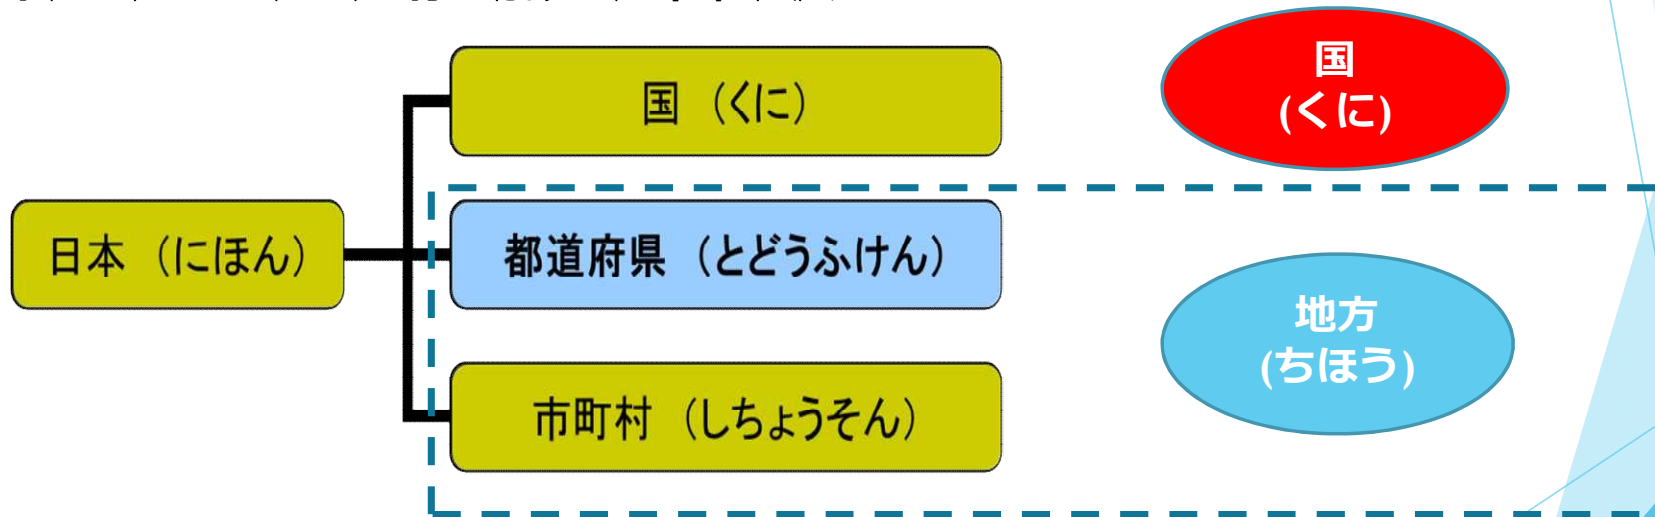 国 (くに)
国
(くに)
日本 (にほん)
都道府県 (とどうふけん)
地方
(ちほう)
市町村 (しちょうそん)